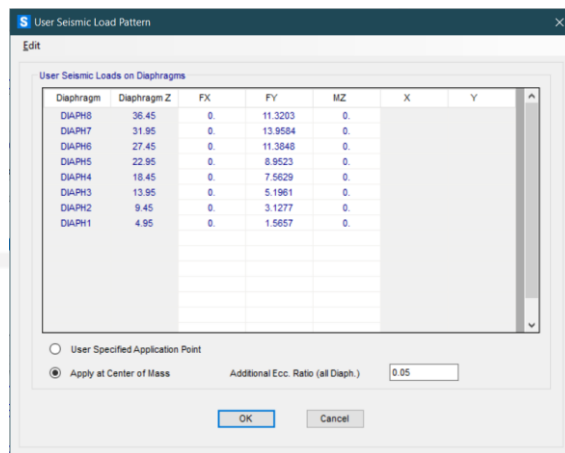 S User Seismic Load Pattern
Edit
User Seismic Loads on Diaphragms
Diaphragm Diaphragm Z FX FY MZ X Y
DIAPH8 36.45 0. 11.3203 0.
DIAPH7 31.95 0. 13.9584 0.
DIAPH6 27.45 0. 11.3848 0.
DIAPH5 22.95 0. 8.9523 0.
DIAPH4 18.45 0. 7.5629 0.
DIAPH3 13.95 0. 5.1961 0.
DIAPH2 9.45 0. 3.1277 0.
DIAPH1 4.95 0. 1.5657 0.
User Specified Application Point
Apply at Center of Mass Additional Ecc. Ratio (all Diaph.) 0.05
OK Cancel